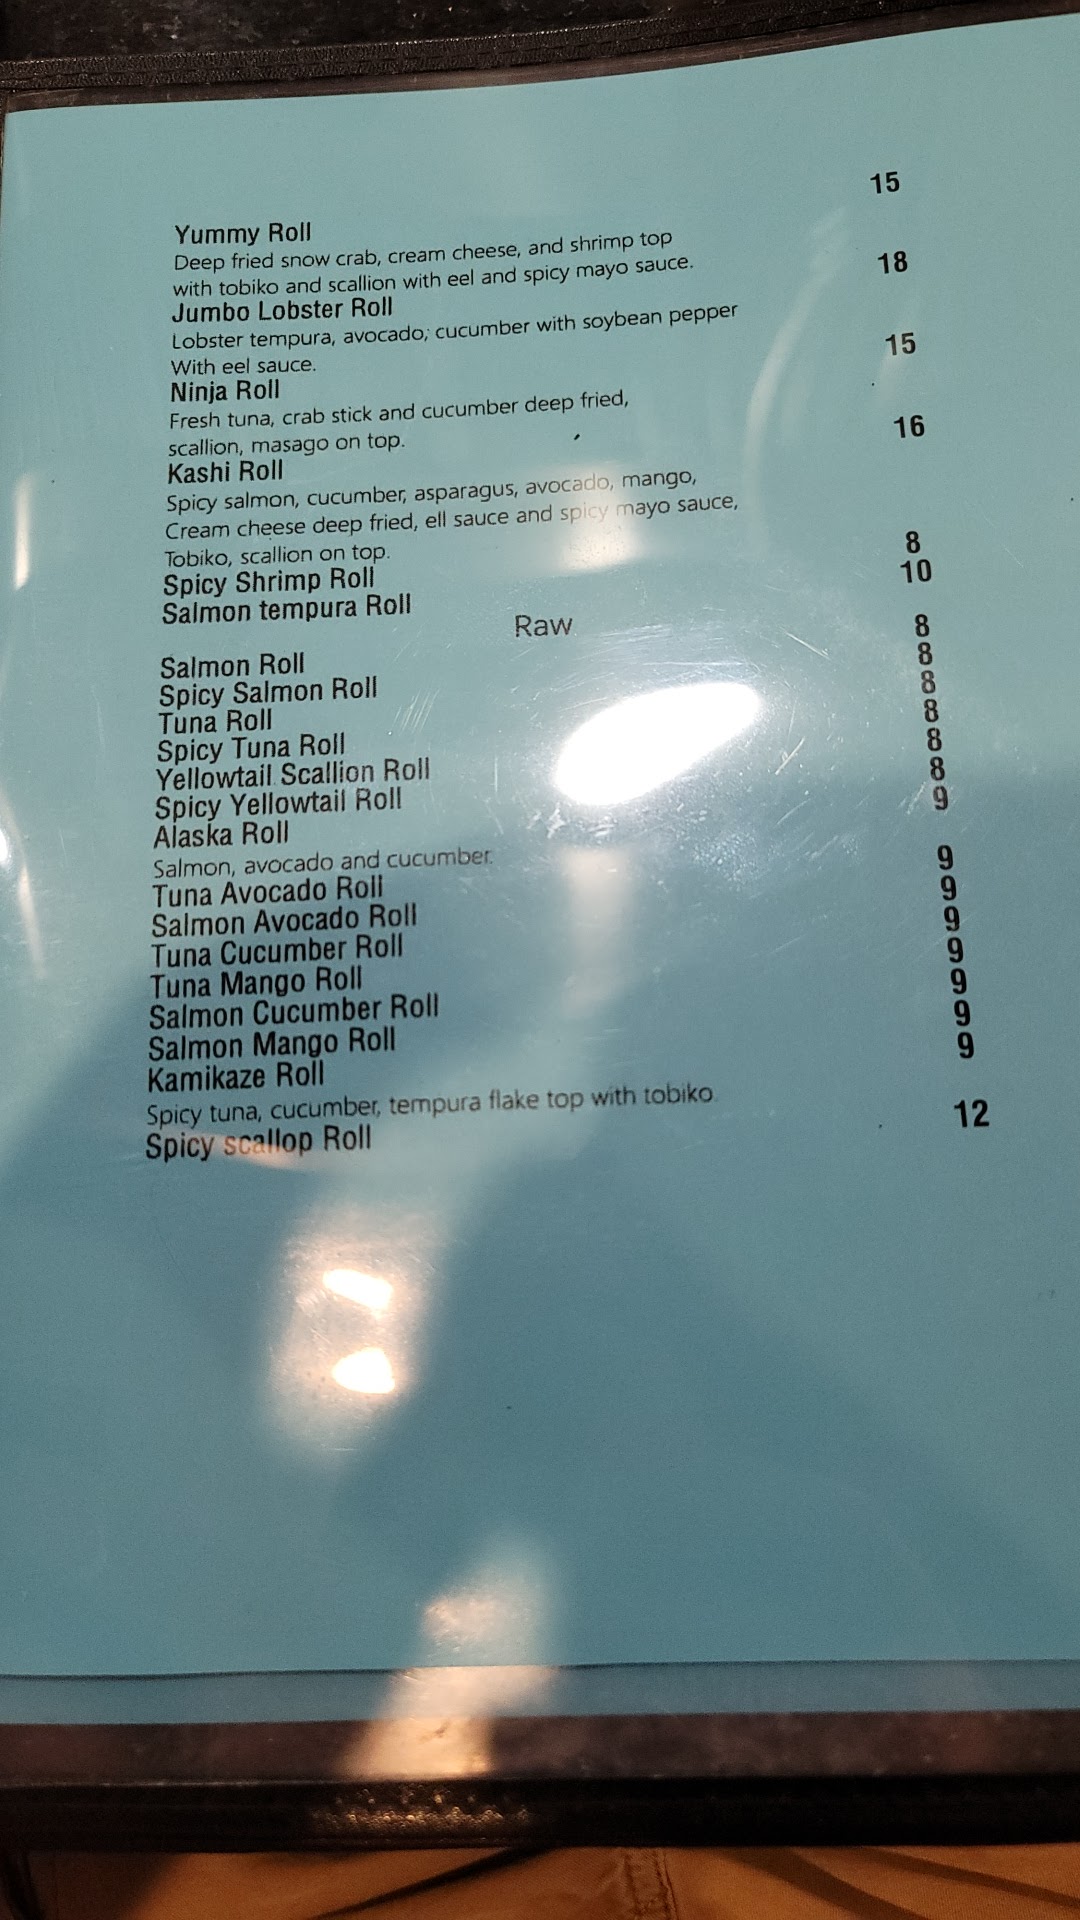 Yummy Roll 15
Deep fried snow crab, cream cheese, and shrimp top
with tobiko and scallion with eel and spicy mayo sauce.
Jumbo Lobster Roll 18
Lobster tempura, avocado; cucumber with soybean pepper
With eel sauce.
Ninja Roll 15
Fresh tuna, crab stick and cucumber deep fried,
scallion, masago on top.
Kashi Roll 16
Spicy salmon, cucumber, asparagus, avocado, mango,
Cream cheese deep fried, ell sauce and spicy mayo sauce,
Tobiko, scallion on top.
Spicy Shrimp Roll 8
Salmon tempura Roll 10
Raw
Salmon Roll 8
Spicy Salmon Roll 8
Tuna Roll 8
Spicy Tuna Roll 8
Yellowtail Scallion Roll 8
Spicy Yellowtail Roll 8
Alaska Roll 9
Salmon, avocado and cucumber.
Tuna Avocado Roll 9
Salmon Avocado Roll 9
Tuna Cucumber Roll 9
Tuna Mango Roll 9
Salmon Cucumber Roll 9
Salmon Mango Roll 9
Kamikaze Roll 9
Spicy tuna, cucumber, tempura flake top with tobiko.
Spicy scallop Roll 12